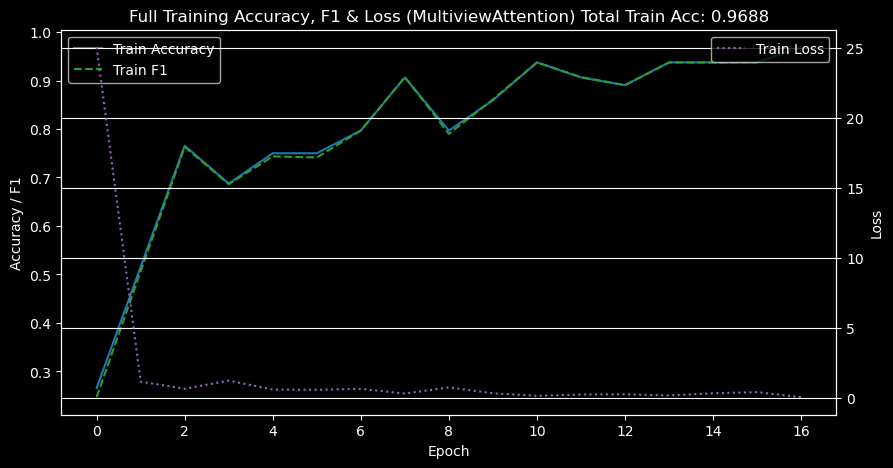 Full Training Accuracy, F1 & Loss (MultiviewAttention) Total Train Acc: 0.9688
Train Accuracy
Train F1
Train Loss
Accuracy / F1
1.0
0.9
0.8
0.7
0.6
0.5
0.4
0.3
25
20
15
10
5
0
Loss
0 2 4 6 8 10 12 14 16
Epoch